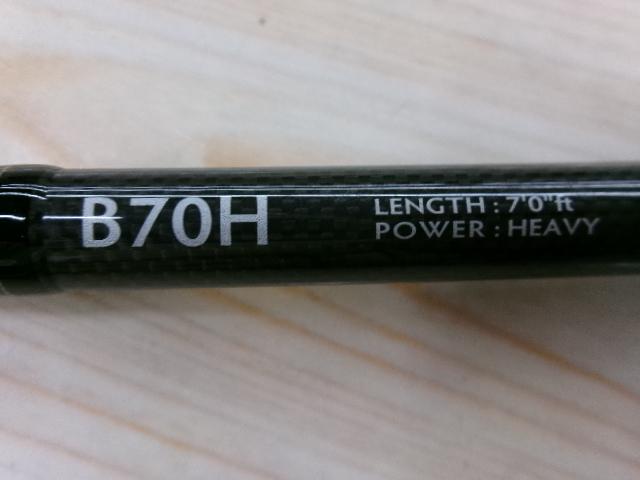 B70H
LENGTH : 7'0"ft
POWER : HEAVY